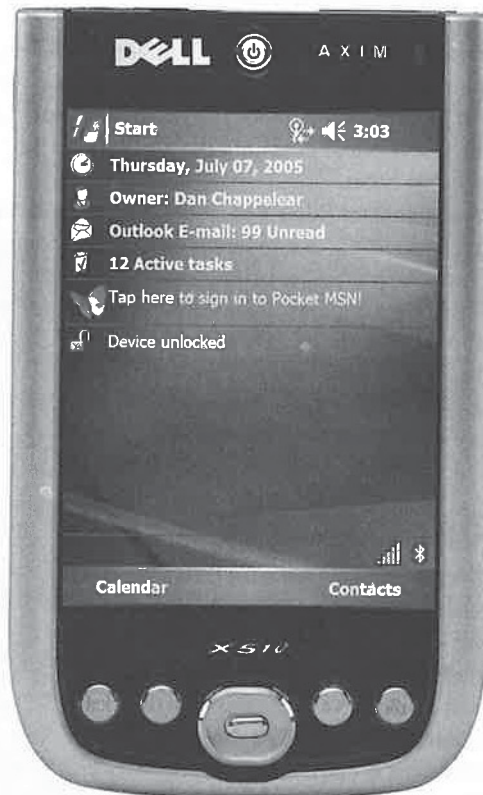 DELL AXIM
Start 3:03
Thursday, July 07, 2005
Owner: Dan Chappelear
Outlook E-mail: 99 Unread
12 Active tasks
Tap here to sign in to Pocket MSN!
Device unlocked
Calendar Contacts